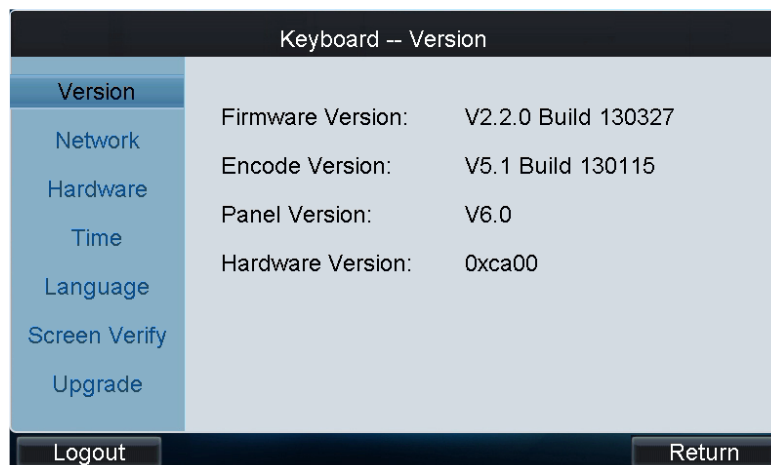 Keyboard -- Version
Version
Network
Hardware
Time
Language
Screen Verify
Upgrade
Firmware Version: V2.2.0 Build 130327
Encode Version: V5.1 Build 130115
Panel Version: V6.0
Hardware Version: 0xca00
Logout
Return